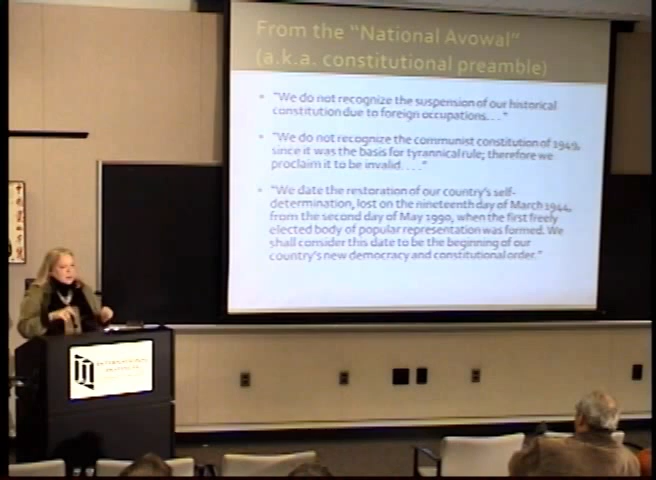 From the “National Avowal”
(a.k.a. constitutional preamble)
“We do not recognize the suspension of our historical
constitution due to foreign occupations. . . ”
“We do not recognize the communist constitution of 1949,
since it was the basis for tyrannical rule; therefore we
proclaim it to be invalid. . . . ”
“We date the restoration of our country's self-
determination, lost on the nineteenth day of March 1944,
from the second day of May 1990, when the first freely
elected body of popular representation was formed. We
shall consider this date to be the beginning of our
country's new democracy and constitutional order.”